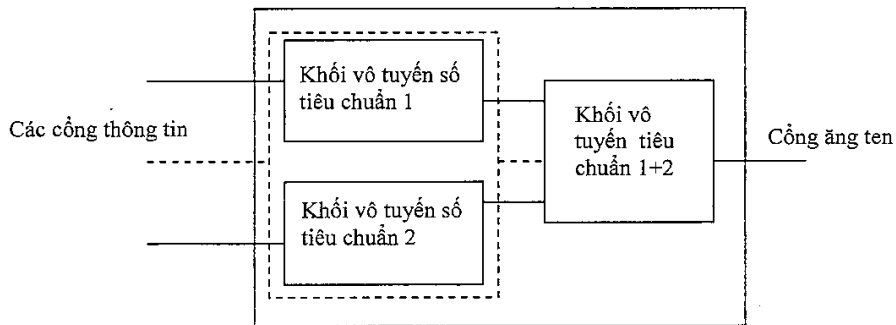 Khối vô tuyến số
tiêu chuẩn 1
Các cổng thông tin
Khối vô
tuyến tiêu
chuẩn 1+2
Cổng ăng ten
Khối vô tuyến số
tiêu chuẩn 2